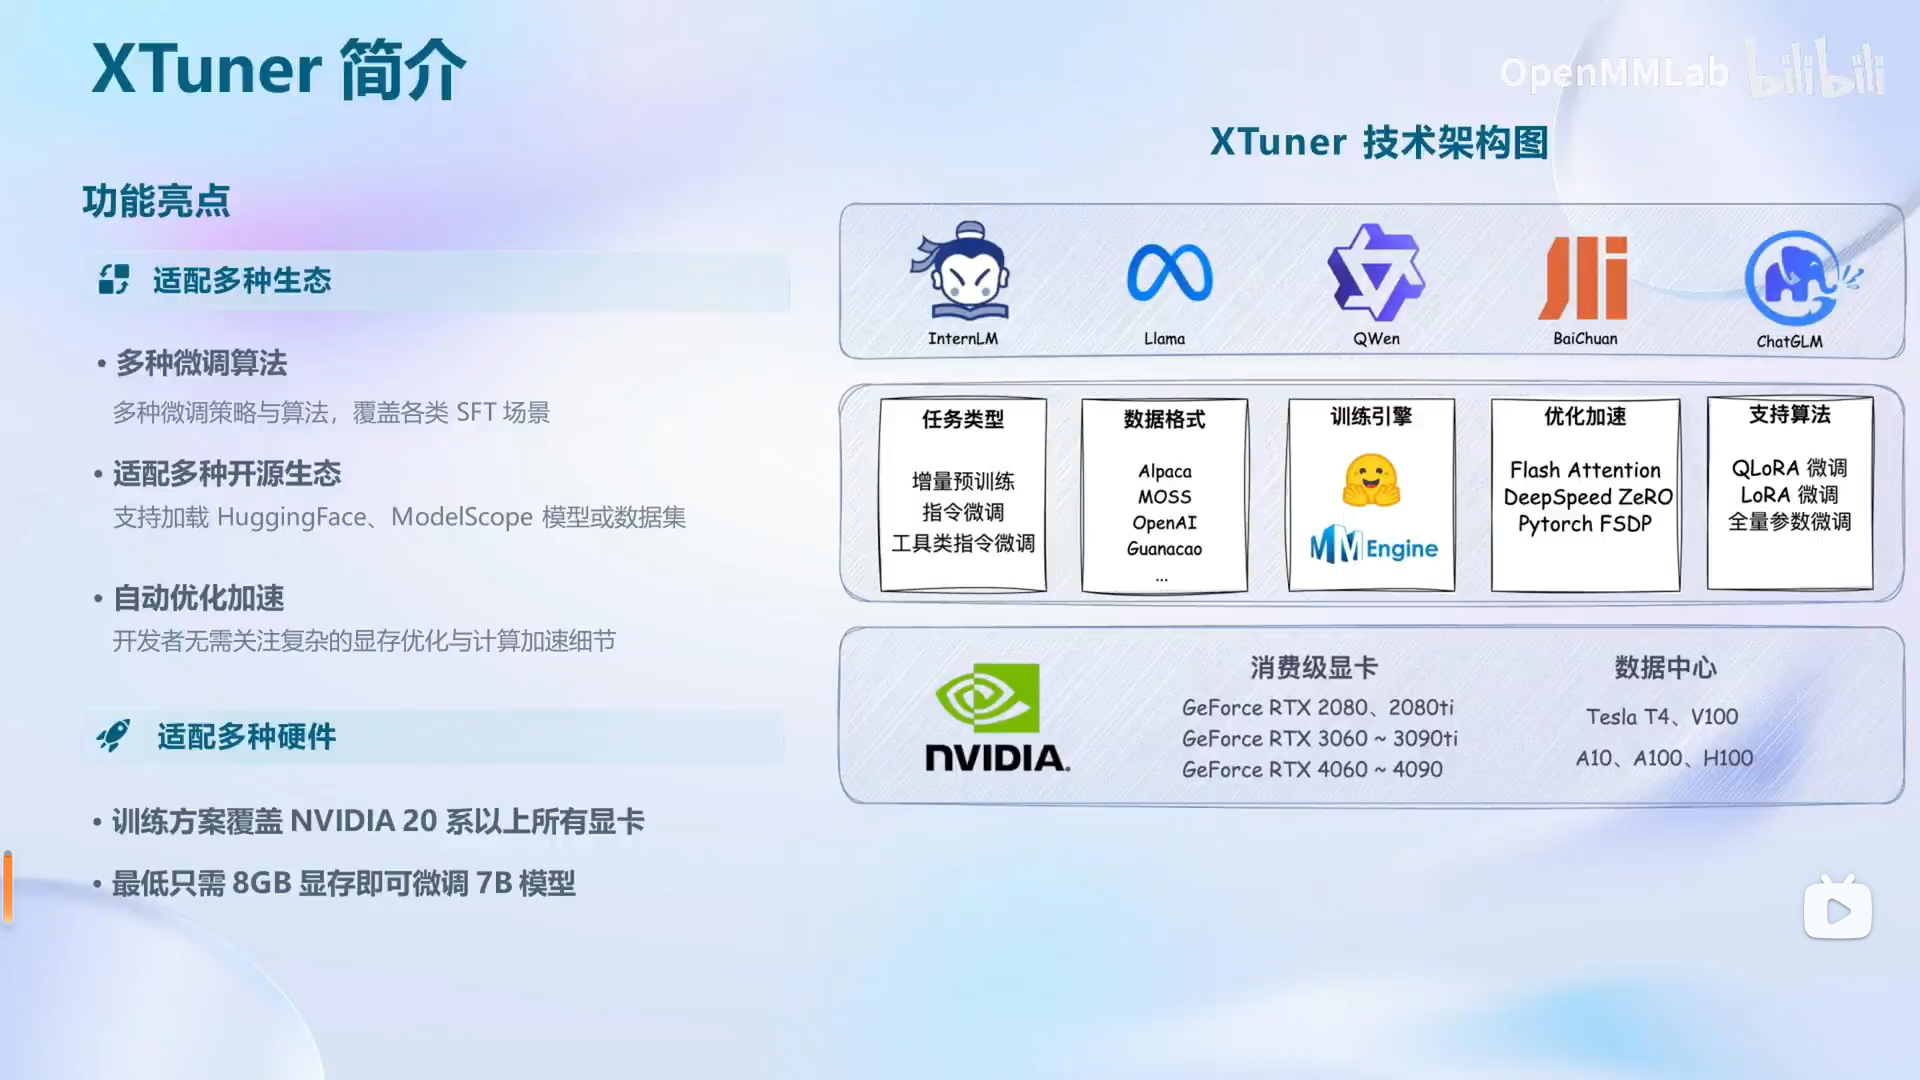 XTuner 简介
OpenMMLab bilibili
功能亮点
适配多种生态
• 多种微调算法
多种微调策略与算法，覆盖各类 SFT 场景
• 适配多种开源生态
支持加载 HuggingFace、ModelScope 模型或数据集
• 自动优化加速
开发者无需关注复杂的显存优化与计算加速细节
适配多种硬件
• 训练方案覆盖 NVIDIA 20 系以上所有显卡
• 最低只需 8GB 显存即可微调 7B 模型
XTuner 技术架构图
InternLM
Llama
QWen
BaiChuan
ChatGLM
任务类型
增量预训练
指令微调
工具类指令微调
数据格式
Alpaca
MOSS
OpenAI
Guanacao
...
训练引擎
MMEngine
优化加速
Flash Attention
DeepSpeed ZeRO
Pytorch FSDP
支持算法
QLoRA 微调
LoRA 微调
全量参数微调
NVIDIA.
消费级显卡
GeForce RTX 2080、2080ti
GeForce RTX 3060 ~ 3090ti
GeForce RTX 4060 ~ 4090
数据中心
Tesla T4、V100
A10、A100、H100